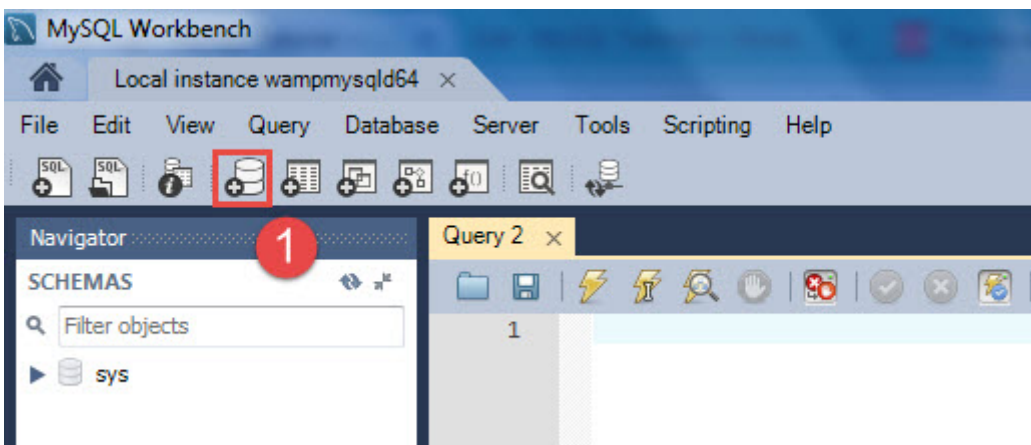 MySQL Workbench
Local instance wampmysqld64 ×
File Edit View Query Database Server Tools Scripting Help
SQL SQL f()
Navigator 1 Query 2 ×
SCHEMAS
Filter objects 1
sys